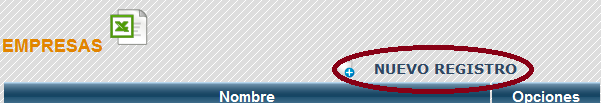 EMPRESAS
NUEVO REGISTRO
Nombre Opciones